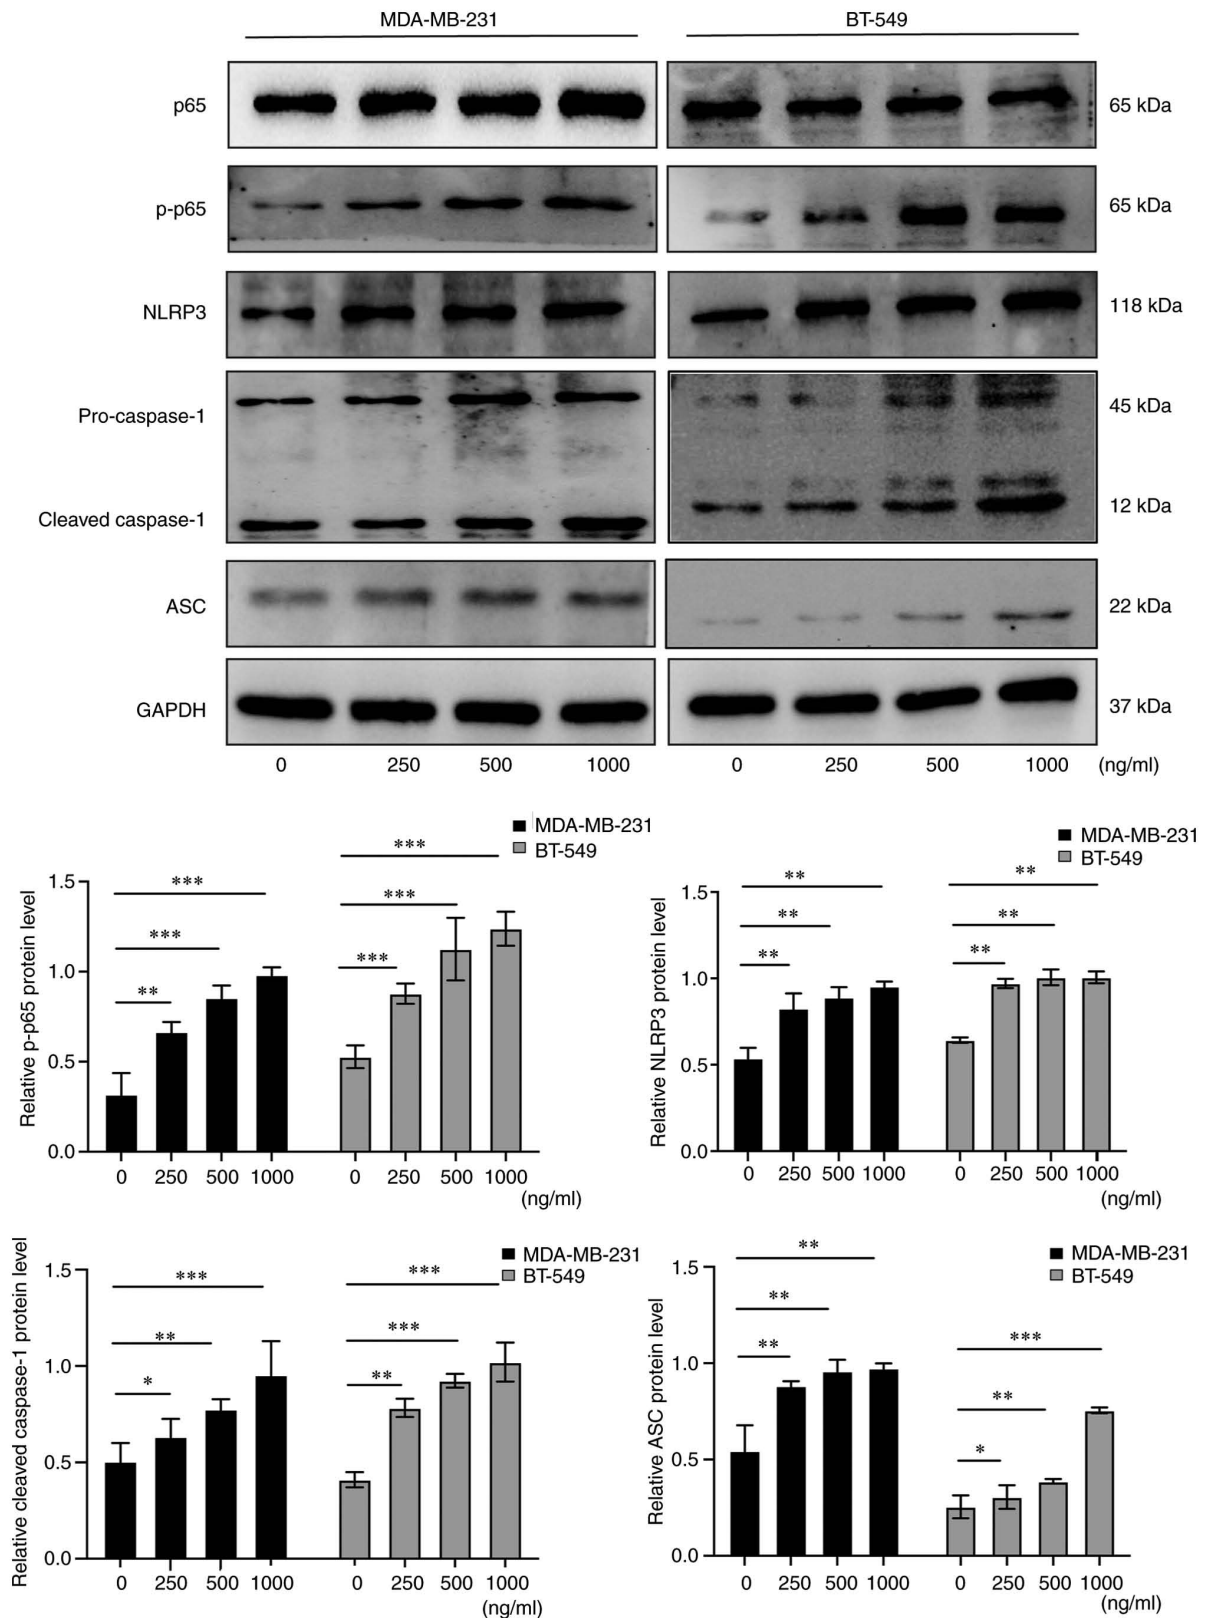 MDA-MB-231 BT-549
p65 65 kDa
p-p65 65 kDa
NLRP3 118 kDa
Pro-caspase-1 45 kDa
Cleaved caspase-1 12 kDa
ASC 22 kDa
GAPDH 37 kDa
0 250 500 1000 0 250 500 1000 (ng/ml)
Relative p-p65 protein level
MDA-MB-231
BT-549
*** ***
*** ***
** ***
1.5
1.0
0.5
0.0
0 250 500 1000 0 250 500 1000
(ng/ml)
Relative NLRP3 protein level
MDA-MB-231
BT-549
** **
** **
** **
1.5
1.0
0.5
0.0
0 250 500 1000 0 250 500 1000
(ng/ml)
Relative cleaved caspase-1 protein level
MDA-MB-231
BT-549
*** ***
** ***
* **
1.5
1.0
0.5
0.0
0 250 500 1000 0 250 500 1000
(ng/ml)
Relative ASC protein level
MDA-MB-231
BT-549
** ***
** **
** *
1.5
1.0
0.5
0.0
0 250 500 1000 0 250 500 1000
(ng/ml)